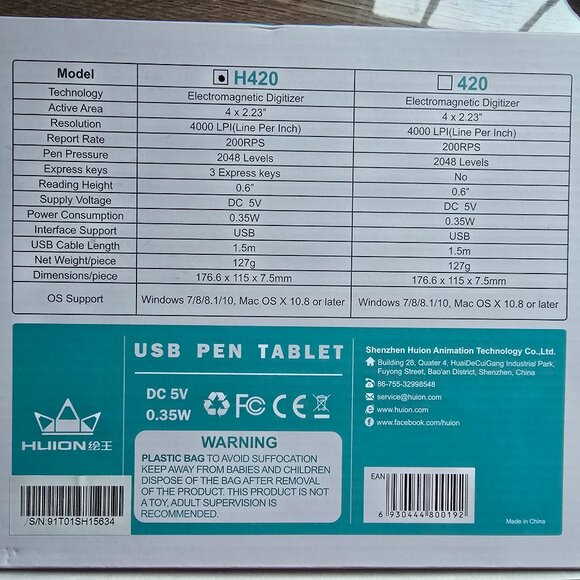 Model H420 420
Technology Electromagnetic Digitizer Electromagnetic Digitizer
Active Area 4 x 2.23" 4 x 2.23"
Resolution 4000 LPI(Line Per Inch) 4000 LPI(Line Per Inch)
Report Rate 200RPS 200RPS
Pen Pressure 2048 Levels 2048 Levels
Express keys 3 Express keys No
Reading Height 0.6" 0.6"
Supply Voltage DC 5V DC 5V
Power Consumption 0.35W 0.35W
Interface Support USB USB
USB Cable Length 1.5m 1.5m
Net Weight/piece 127g 127g
Dimensions/piece 176.6 x 115 x 7.5mm 176.6 x 115 x 7.5mm
OS Support Windows 7/8/8.1/10, Mac OS X 10.8 or later Windows 7/8/8.1/10, Mac OS X 10.8 or later
HUION 绘王
S/N:91T01SH15634
USB PEN TABLET
DC 5V
0.35W
FC CE
WARNING
PLASTIC BAG TO AVOID SUFFOCATION
KEEP AWAY FROM BABIES AND CHILDREN
DISPOSE OF THE BAG AFTER REMOVAL
OF THE PRODUCT. THIS PRODUCT IS NOT
A TOY, ADULT SUPERVISION IS
RECOMMENDED.
Shenzhen Huion Animation Technology Co.,Ltd.
Building 28, Quater 4, HuaiDeCuiGang Industrial Park,
Fuyong Street, Bao'an District, Shenzhen, China
86-755-32998548
service@huion.com
www.huion.com
www.facebook.com/huion
EAN
6 930444 800192
Made in China